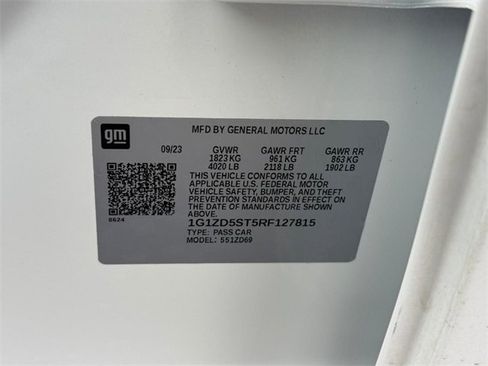 gm
MFD BY GENERAL MOTORS LLC
09/23 GVWR GAWR FRT GAWR RR
1823 KG 961 KG 863 KG
4020 LB 2118 LB 1902 LB
THIS VEHICLE CONFORMS TO ALL
APPLICABLE U.S. FEDERAL MOTOR
VEHICLE SAFETY, BUMPER, AND THEFT
PREVENTION STANDARDS IN EFFECT
ON THE DATE OF MANUFACTURE SHOWN
ABOVE.
1G1ZD5ST5RF127815
TYPE: PASS CAR
MODEL: 551ZD69
8624